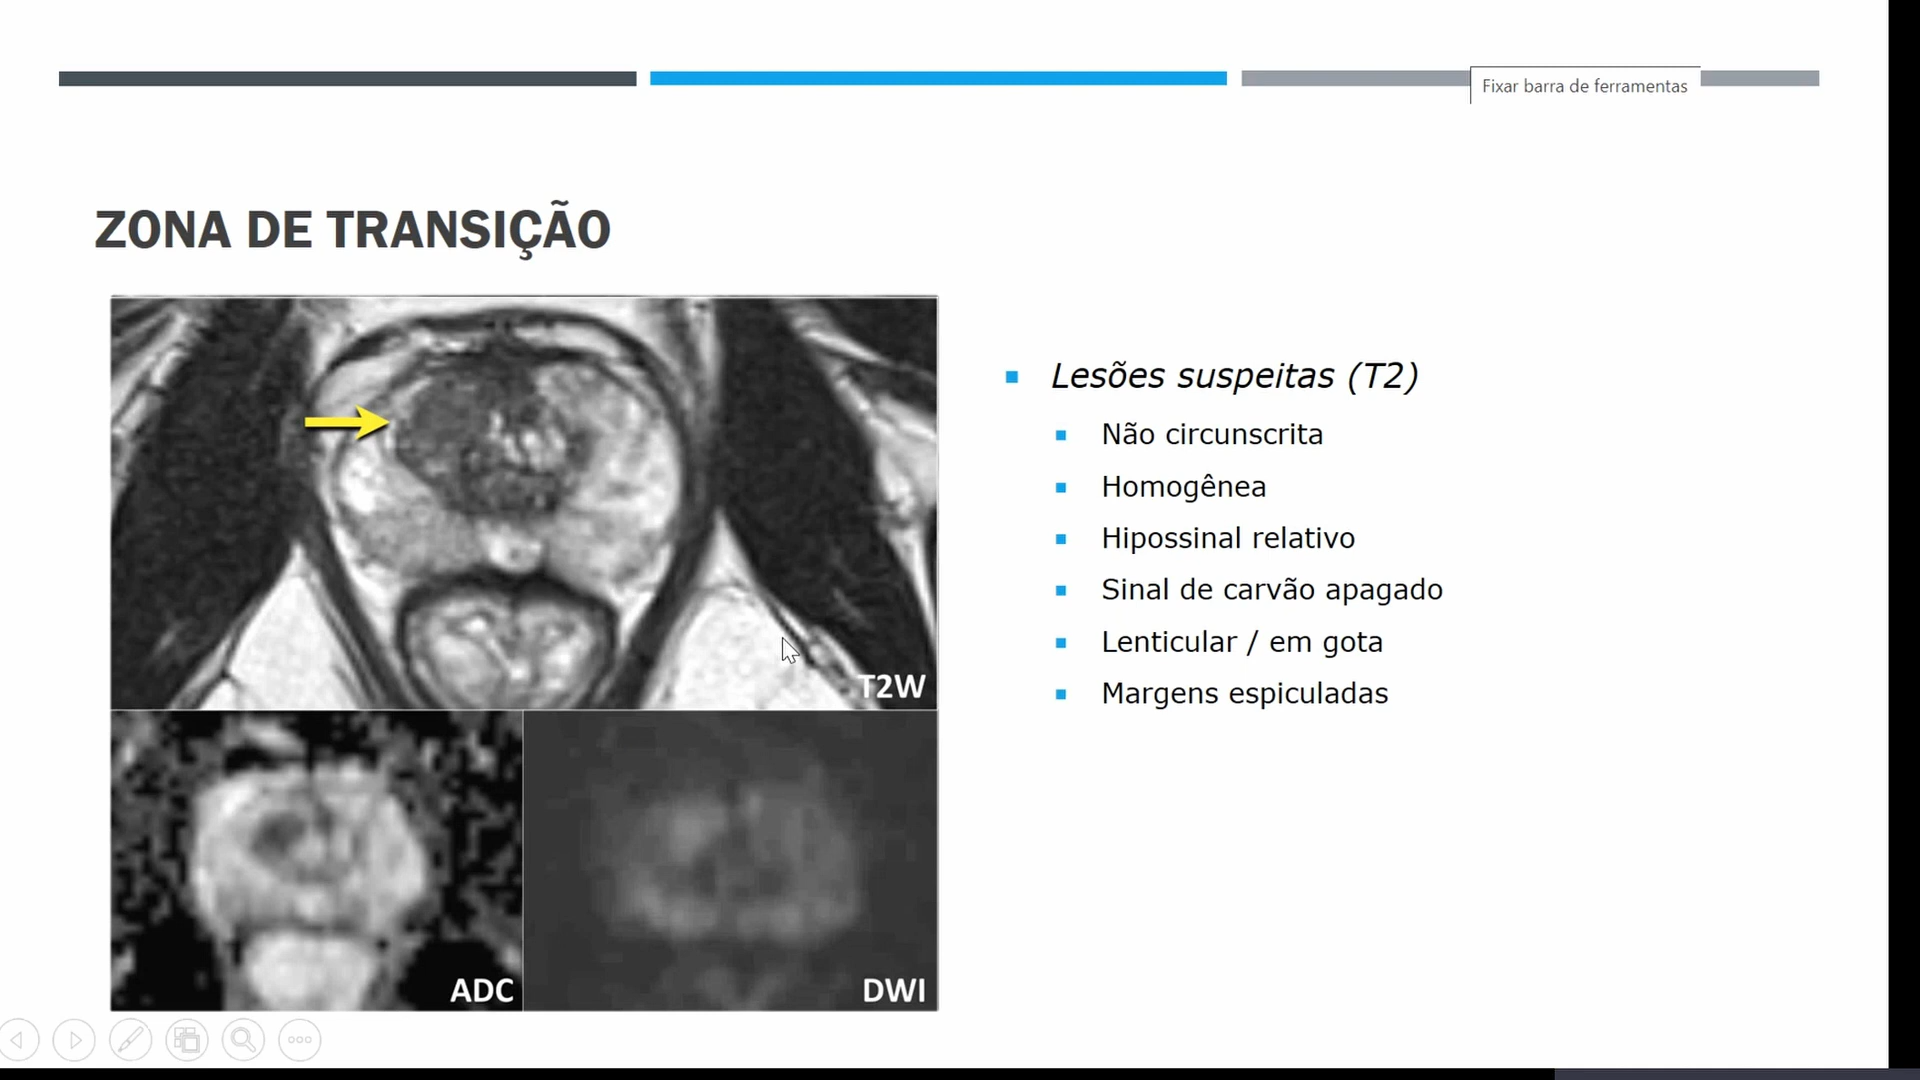 Fixar barra de ferramentas
ZONA DE TRANSIÇÃO
Lesões suspeitas (T2)
Não circunscrita
Homogênea
Hipossinal relativo
Sinal de carvão apagado
Lenticular / em gota
Margens espiculadas
T2W
ADC
DWI